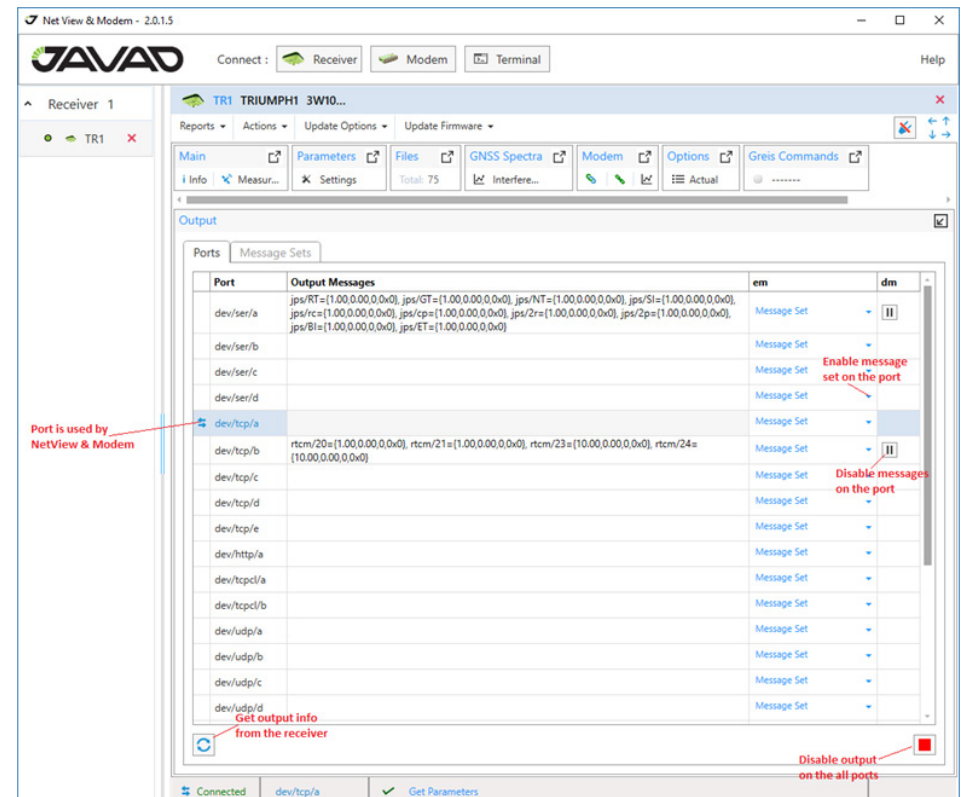 Net View & Modem - 2.0.1.5
JAVAD
Connect :
Receiver
Modem
Terminal
Help
Receiver 1
TR1
TR1 TRIUMPH1 3W10...
Reports
Actions
Update Options
Update Firmware
Main
Parameters
Files
GNSS Spectra
Modem
Options
Greis Commands
i Info
Measur...
Settings
Total: 75
Interfere...
Actual
-------
Output
Ports
Message Sets
Port
Output Messages
em
dm
dev/ser/a
jps/RT={1.00,0.00,0,0x0}, jps/GT={1.00,0.00,0,0x0}, jps/NT={1.00,0.00,0,0x0}, jps/SI={1.00,0.00,0,0x0},
jps/rc={1.00,0.00,0,0x0}, jps/cp={1.00,0.00,0,0x0}, jps/2r={1.00,0.00,0,0x0}, jps/2p={1.00,0.00,0,0x0},
jps/BI={1.00,0.00,0,0x0}, jps/ET={1.00,0.00,0,0x0}
Message Set
dev/ser/b
Message Set
dev/ser/c
Message Set
Enable message
set on the port
dev/ser/d
Message Set
Port is used by
NetView & Modem
dev/tcp/a
Message Set
dev/tcp/b
rtcm/20={1.00,0.00,0,0x0}, rtcm/21={1.00,0.00,0,0x0}, rtcm/23={10.00,0.00,0,0x0}, rtcm/24=
{10.00,0.00,0,0x0}
Message Set
dev/tcp/c
Message Set
Disable messages
on the port
dev/tcp/d
Message Set
dev/tcp/e
Message Set
dev/http/a
Message Set
dev/tcpcl/a
Message Set
dev/tcpcl/b
Message Set
dev/udp/a
Message Set
dev/udp/b
Message Set
dev/udp/c
Message Set
dev/udp/d
Message Set
Get output info
from the receiver
Disable output
on the all ports
Connected
dev/tcp/a
Get Parameters